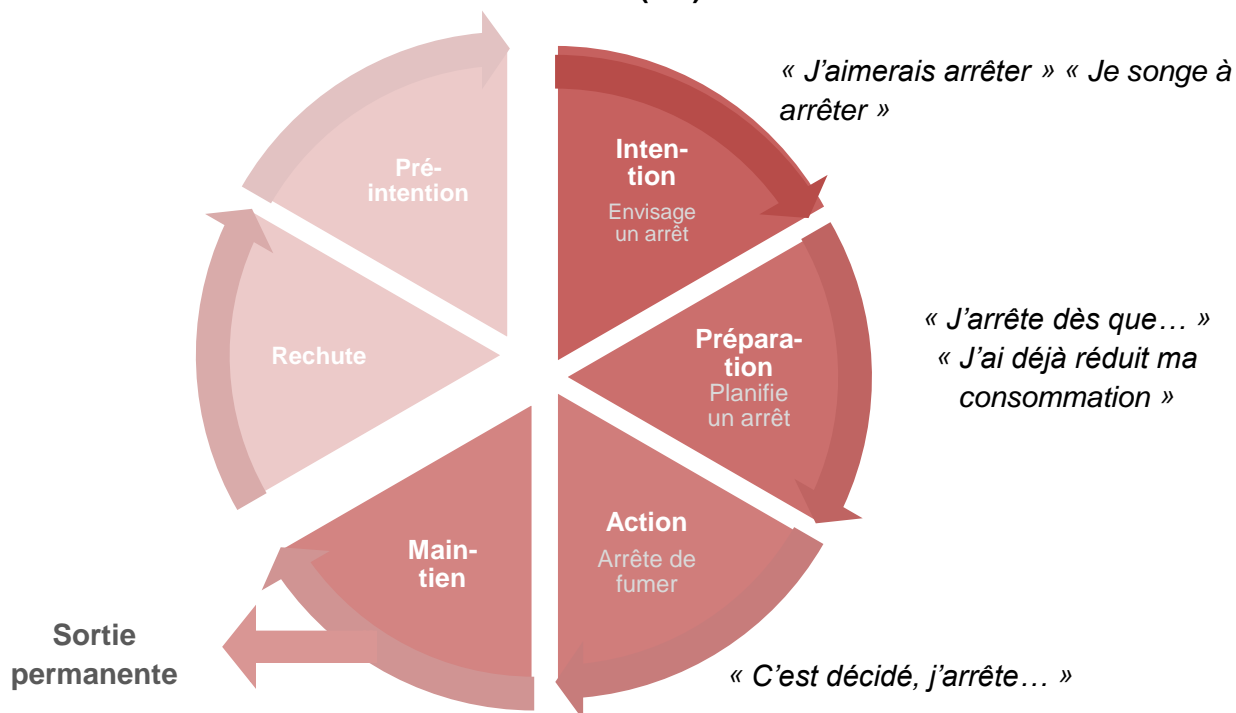 « J’aimerais arrêter » « Je songe à
arrêter »
Inten-
tion
Envisage
un arrêt
Pré-
intention
« J’arrête dès que… »
« J’ai déjà réduit ma
consommation »
Prépara-
tion
Planifie
un arrêt
Rechute
Action
Arrête de
fumer
Main-
tien
Sortie
permanente
« C’est décidé, j’arrête… »